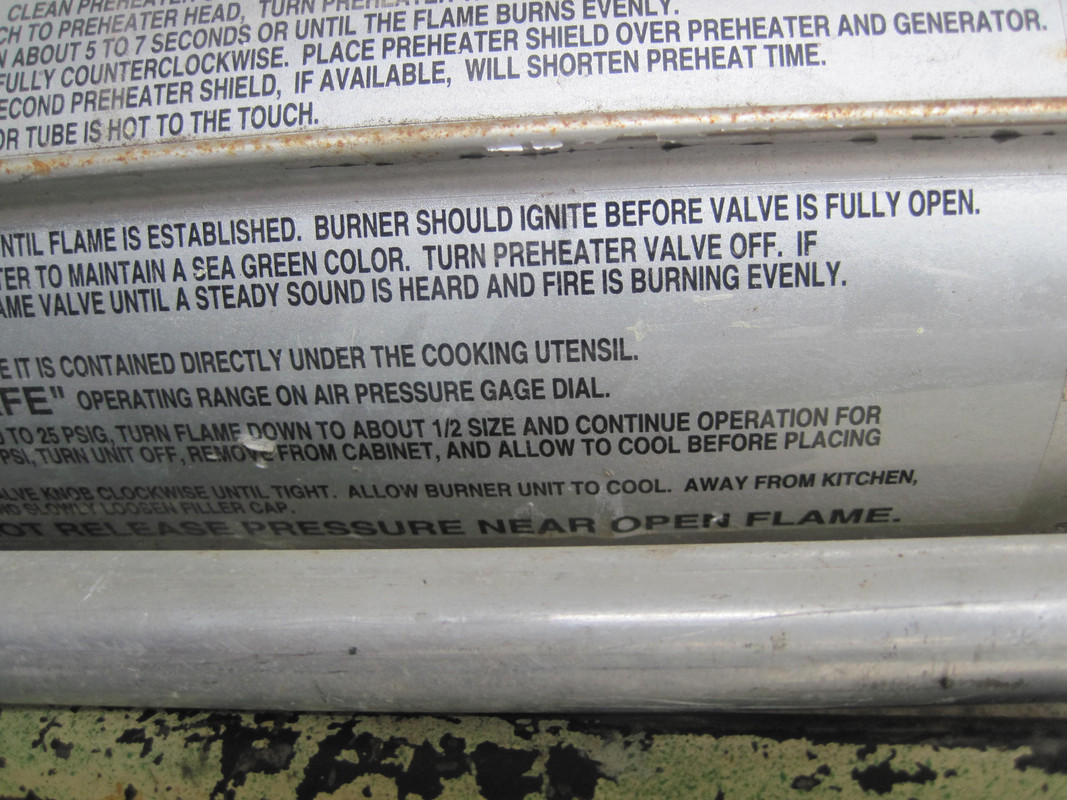 CLEAN PREHEATER
CH TO PREHEATER HEAD, TURN
N ABOUT 5 TO 7 SECONDS OR UNTIL THE FLAME BURNS EVENLY.
FULLY COUNTERCLOCKWISE. PLACE PREHEATER SHIELD OVER PREHEATER AND GENERATOR.
ECOND PREHEATER SHIELD, IF AVAILABLE, WILL SHORTEN PREHEAT TIME.
OR TUBE IS HOT TO THE TOUCH.
NTIL FLAME IS ESTABLISHED. BURNER SHOULD IGNITE BEFORE VALVE IS FULLY OPEN.
TER TO MAINTAIN A SEA GREEN COLOR. TURN PREHEATER VALVE OFF. IF
AME VALVE UNTIL A STEADY SOUND IS HEARD AND FIRE IS BURNING EVENLY.
E IT IS CONTAINED DIRECTLY UNDER THE COOKING UTENSIL.
FE" OPERATING RANGE ON AIR PRESSURE GAGE DIAL.
TO 25 PSIG, TURN FLAME DOWN TO ABOUT 1/2 SIZE AND CONTINUE OPERATION FOR
PSI, TURN UNIT OFF, REMOVE FROM CABINET, AND ALLOW TO COOL BEFORE PLACING
ALVE KNOB CLOCKWISE UNTIL TIGHT. ALLOW BURNER UNIT TO COOL. AWAY FROM KITCHEN,
ND SLOWLY LOOSEN FILLER CAP.
OT RELEASE PRESSURE NEAR OPEN FLAME.